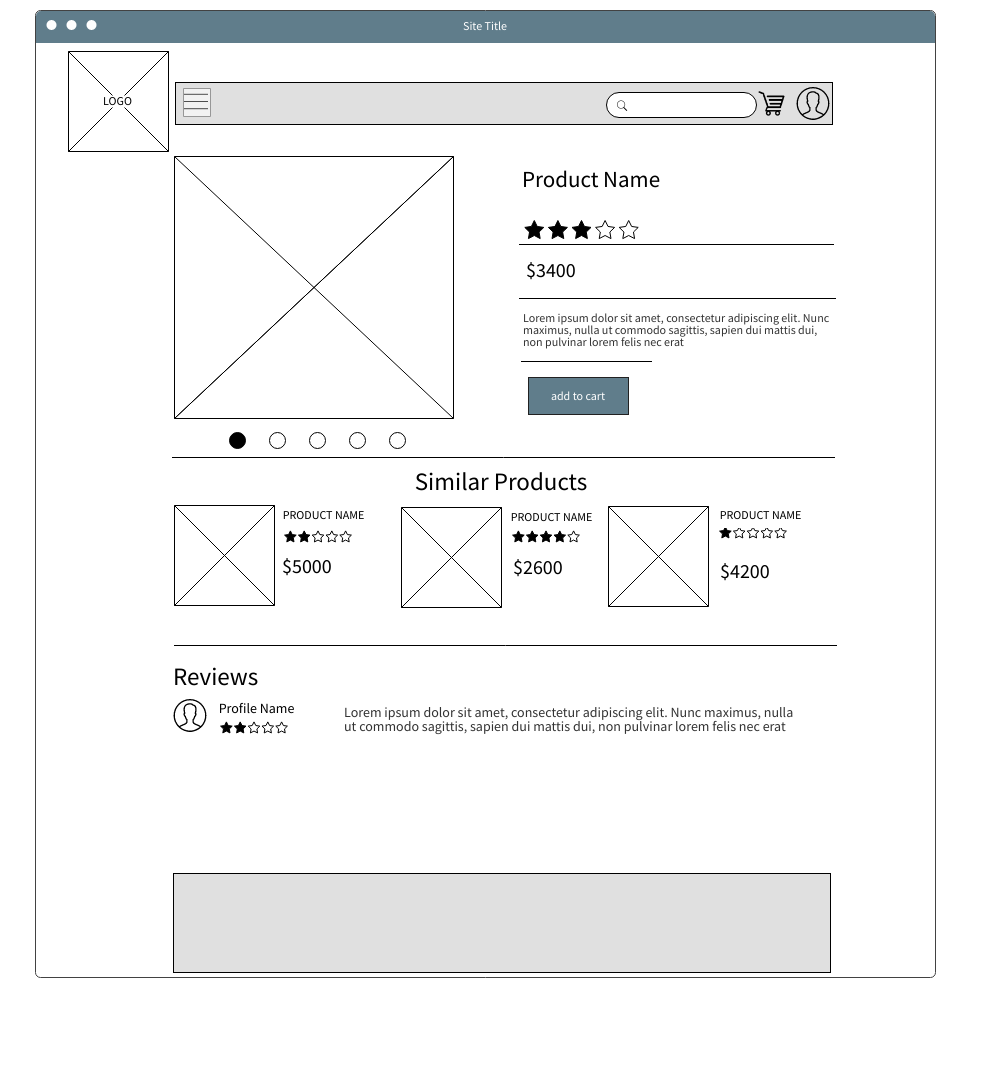 Site Title
LOGO
Product Name
$3400
Lorem ipsum dolor sit amet, consectetur adipiscing elit. Nunc
maximus, nulla ut commodo sagittis, sapien dui mattis dui,
non pulvinar lorem felis nec erat
add to cart
Similar Products
PRODUCT NAME
$5000
PRODUCT NAME
$2600
PRODUCT NAME
$4200
Reviews
Profile Name
Lorem ipsum dolor sit amet, consectetur adipiscing elit. Nunc maximus, nulla
ut commodo sagittis, sapien dui mattis dui, non pulvinar lorem felis nec erat